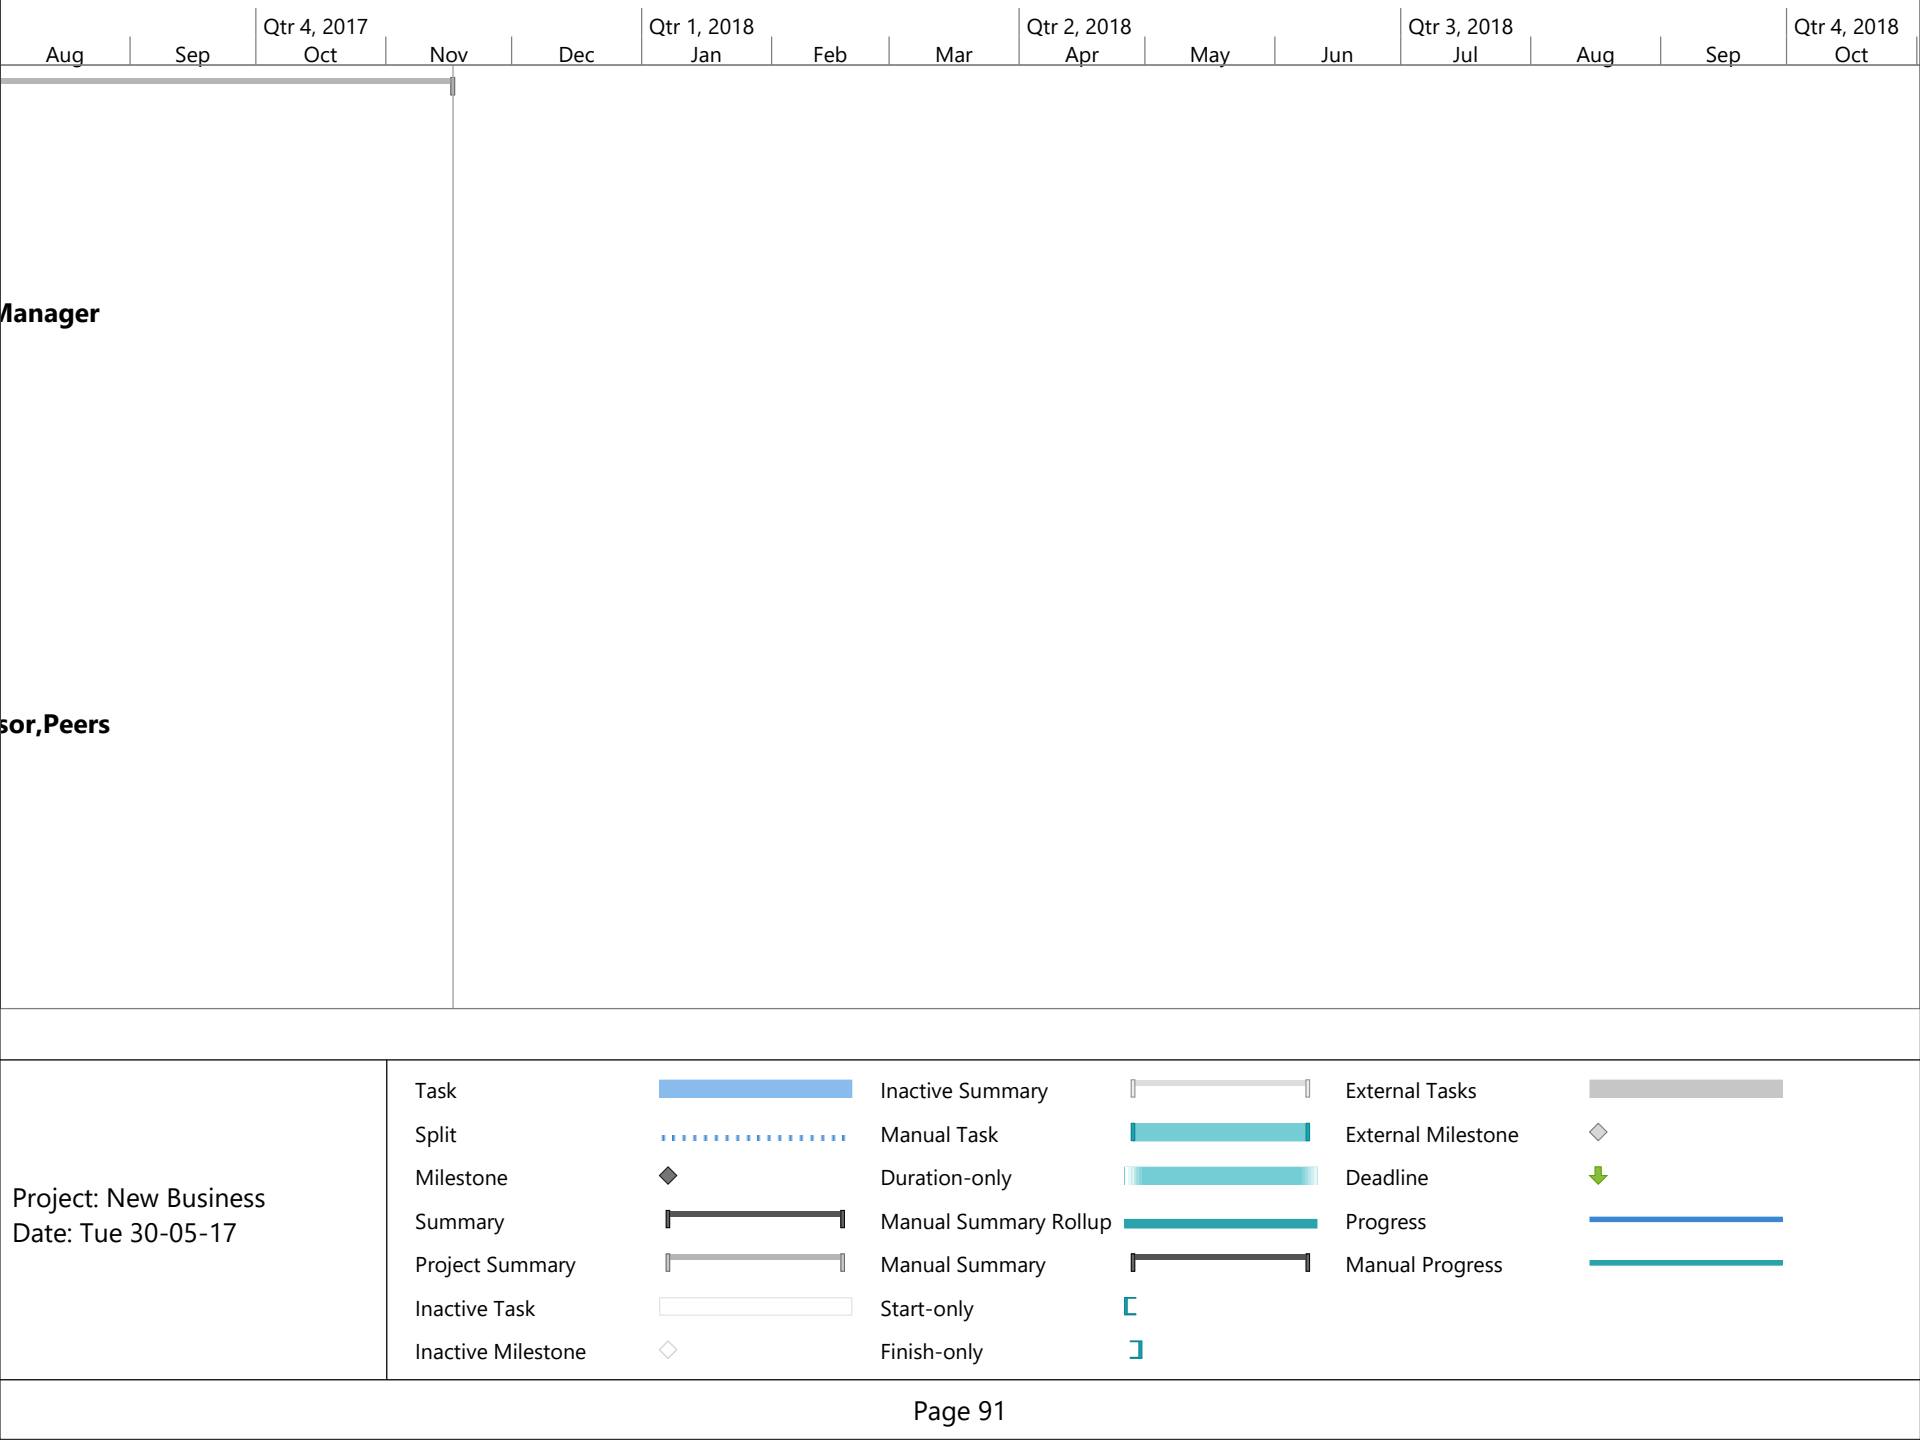 Qtr 4, 2017 Qtr 1, 2018 Qtr 2, 2018 Qtr 3, 2018 Qtr 4, 2018
Aug Sep Oct Nov Dec Jan Feb Mar Apr May Jun Jul Aug Sep Oct
Manager
sor,Peers
Project: New Business
Date: Tue 30-05-17
Task
Split
Milestone
Summary
Project Summary
Inactive Task
Inactive Milestone
Inactive Summary
Manual Task
Duration-only
Manual Summary Rollup
Manual Summary
Start-only
Finish-only
External Tasks
External Milestone
Deadline
Progress
Manual Progress
Page 91